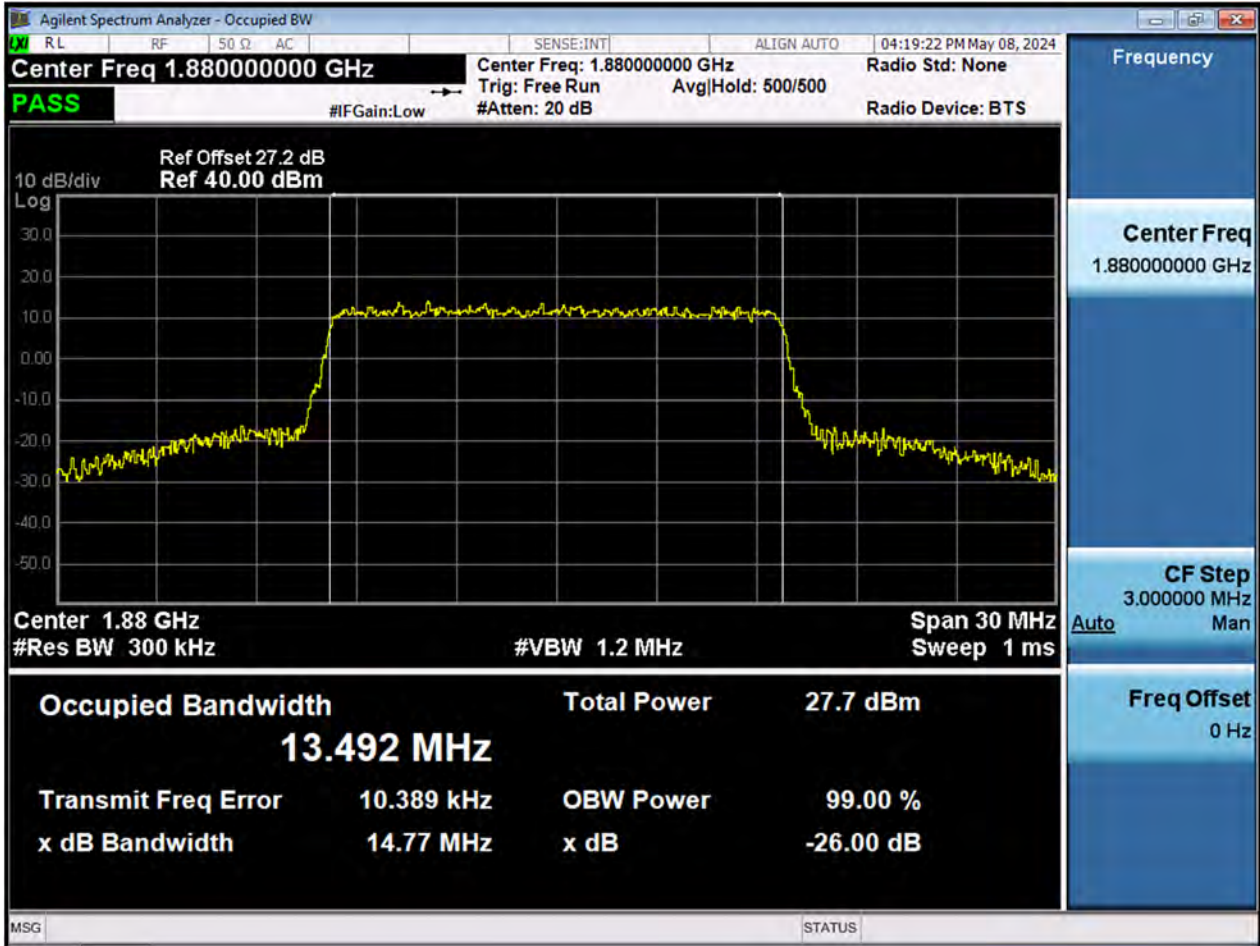 Agilent Spectrum Analyzer - Occupied BW
LXI RL RF 50 Ω AC SENSE:INT ALIGN AUTO 04:19:22 PM May 08, 2024
Center Freq 1.880000000 GHz Center Freq: 1.880000000 GHz Radio Std: None
Trig: Free Run Avg|Hold: 500/500
PASS #IFGain:Low #Atten: 20 dB Radio Device: BTS
Ref Offset 27.2 dB
10 dB/div Ref 40.00 dBm
Log
30.0
20.0
10.0
0.00
-10.0
-20.0
-30.0
-40.0
-50.0
Center 1.88 GHz Span 30 MHz
#Res BW 300 kHz #VBW 1.2 MHz Sweep 1 ms
Occupied Bandwidth Total Power 27.7 dBm
13.492 MHz
Transmit Freq Error 10.389 kHz OBW Power 99.00 %
x dB Bandwidth 14.77 MHz x dB -26.00 dB
MSG STATUS
Frequency
Center Freq
1.880000000 GHz
CF Step
3.000000 MHz
Auto Man
Freq Offset
0 Hz